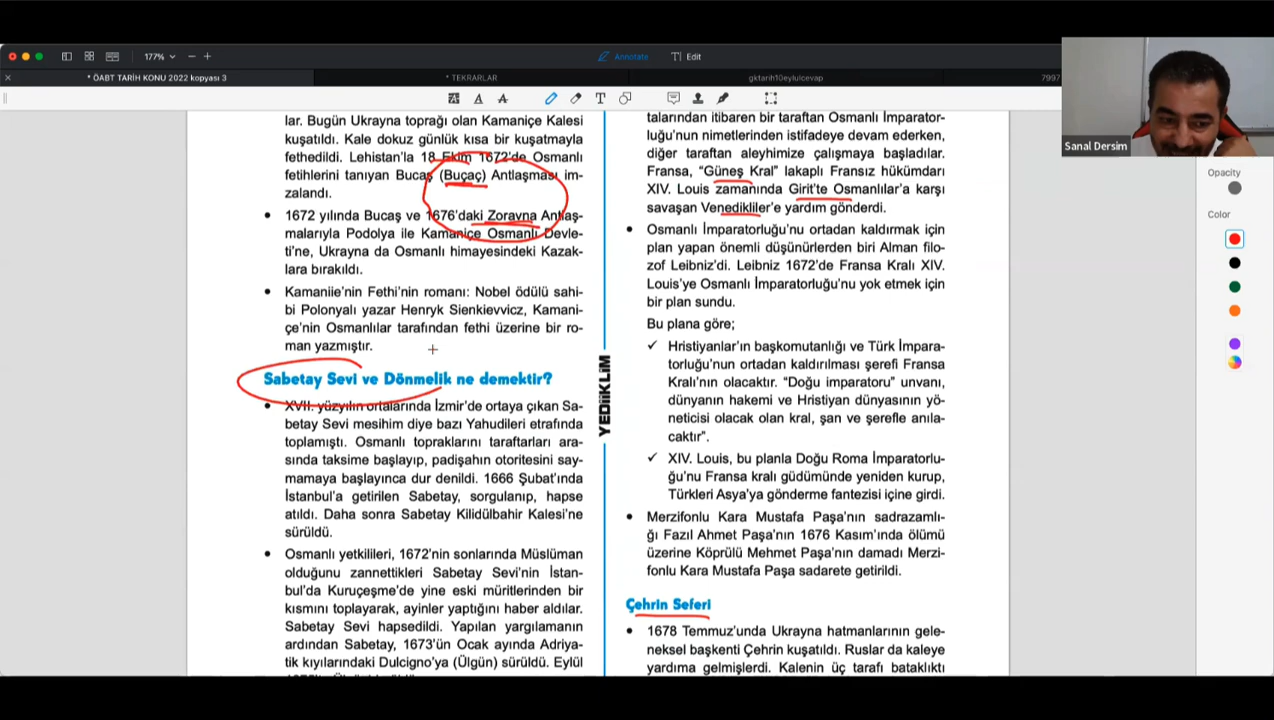 177%
Annotate
T Edit
* ÖABT TARİH KONU 2022 kopyası 3
* TEKRARLAR
gktarih10eylulcevap
7997
Sanal Dersim
Opacity
Color
lar. Bugün Ukrayna toprağı olan Kamaniçe Kalesi
kuşatıldı. Kale dokuz günlük kısa bir kuşatmayla
fethedildi. Lehistan’la 18 Ekim 1672’de Osmanlı
fetihlerini tanıyan Bucaş (Buçaç) Antlaşması im-
zalandı.
• 1672 yılında Bucaş ve 1676’daki Zoravna Antlaş-
malarıyla Podolya ile Kamaniçe Osmanlı Devle-
ti’ne, Ukrayna da Osmanlı himayesindeki Kazak-
lara bırakıldı.
• Kamaniie’nin Fethi’nin romanı: Nobel ödülü sahi-
bi Polonyalı yazar Henryk Sienkievvicz, Kamani-
çe’nin Osmanlılar tarafından fethi üzerine bir ro-
man yazmıştır.
Sabetay Sevi ve Dönmelik ne demektir?
• XVII. yüzyılın ortalarında İzmir’de ortaya çıkan Sa-
betay Sevi mesihim diye bazı Yahudileri etrafında
toplamıştı. Osmanlı topraklarını taraftarları ara-
sında taksime başlayıp, padişahın otoritesini say-
mamaya başlayınca dur denildi. 1666 Şubat’ında
İstanbul’a getirilen Sabetay, sorgulanıp, hapse
atıldı. Daha sonra Sabetay Kilidülbahir Kalesi’ne
sürüldü.
• Osmanlı yetkilileri, 1672’nin sonlarında Müslüman
olduğunu zannettikleri Sabetay Sevi’nin İstan-
bul’da Kuruçeşme’de yine eski müritlerinden bir
kısmını toplayarak, ayinler yaptığını haber aldılar.
Sabetay Sevi hapsedildi. Yapılan yargılamanın
ardından Sabetay, 1673’ün Ocak ayında Adriya-
tik kıyılarındaki Dulcigno’ya (Ülgün) sürüldü. Eylül
YEDİİKLİM
talarından itibaren bir taraftan Osmanlı İmparator-
luğu’nun nimetlerinden istifadeye devam ederken,
diğer taraftan aleyhimize çalışmaya başladılar.
Fransa, “Güneş Kral” lakaplı Fransız hükümdarı
XIV. Louis zamanında Girit’te Osmanlılar’a karşı
savaşan Venedikliler’e yardım gönderdi.
• Osmanlı İmparatorluğu’nu ortadan kaldırmak için
plan yapan önemli düşünürlerden biri Alman filo-
zof Leibniz’di. Leibniz 1672’de Fransa Kralı XIV.
Louis’ye Osmanlı İmparatorluğu’nu yok etmek için
bir plan sundu.
Bu plana göre;
✓ Hristiyanlar’ın başkomutanlığı ve Türk İmpara-
torluğu’nun ortadan kaldırılması şerefi Fransa
Kralı’nın olacaktır. “Doğu imparatoru” unvanı,
dünyanın hakemi ve Hristiyan dünyasının yö-
neticisi olacak olan kral, şan ve şerefle anıla-
caktır”.
✓ XIV. Louis, bu planla Doğu Roma İmparatorlu-
ğu’nu Fransa kralı güdümünde yeniden kurup,
Türkleri Asya’ya gönderme fantezisi içine girdi.
• Merzifonlu Kara Mustafa Paşa’nın sadrazamlı-
ğı Fazıl Ahmet Paşa’nın 1676 Kasım’ında ölümü
üzerine Köprülü Mehmet Paşa’nın damadı Merzi-
fonlu Kara Mustafa Paşa sadarete getirildi.
Çehrin Seferi
• 1678 Temmuz’unda Ukrayna hatmanlarının gele-
neksel başkenti Çehrin kuşatıldı. Ruslar da kaleye
yardıma gelmişlerdi. Kalenin üç tarafı bataklıktı